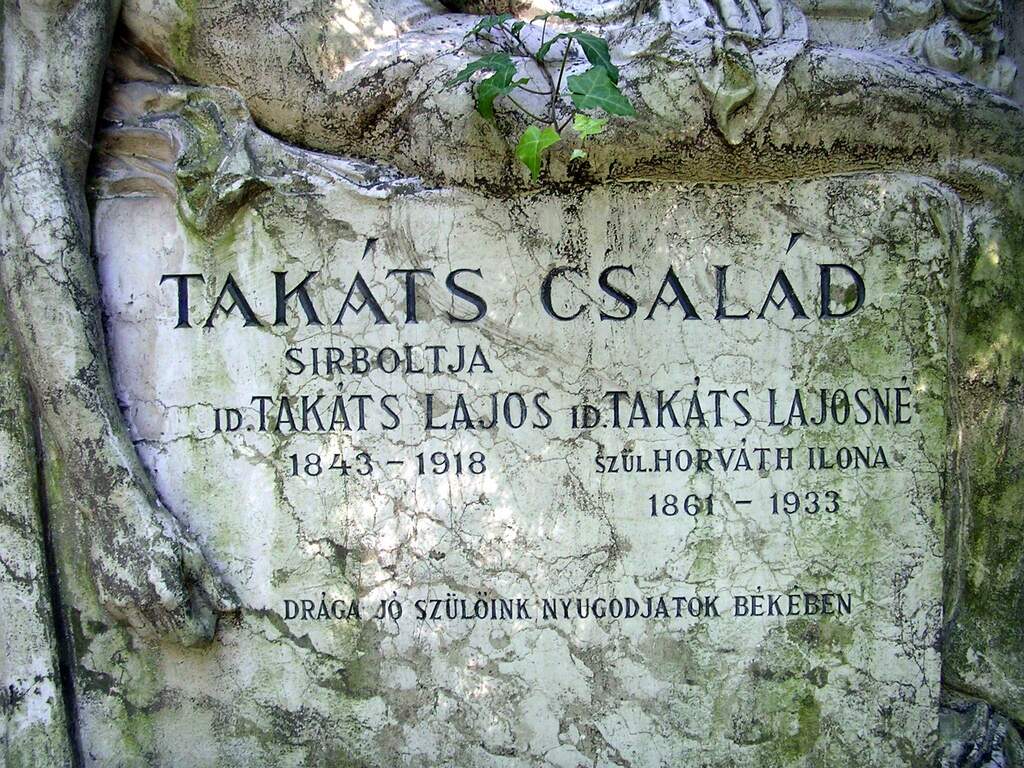 TAKÁTS CSALÁD
SIRBOLTJA
ID. TAKÁTS LAJOS ID. TAKÁTS LAJOSNÉ
1843 - 1918 SZÜL. HORVÁTH ILONA
1861 - 1933
DRÁGA JÓ SZÜLÖINK NYUGODJATOK BÉKÉBEN